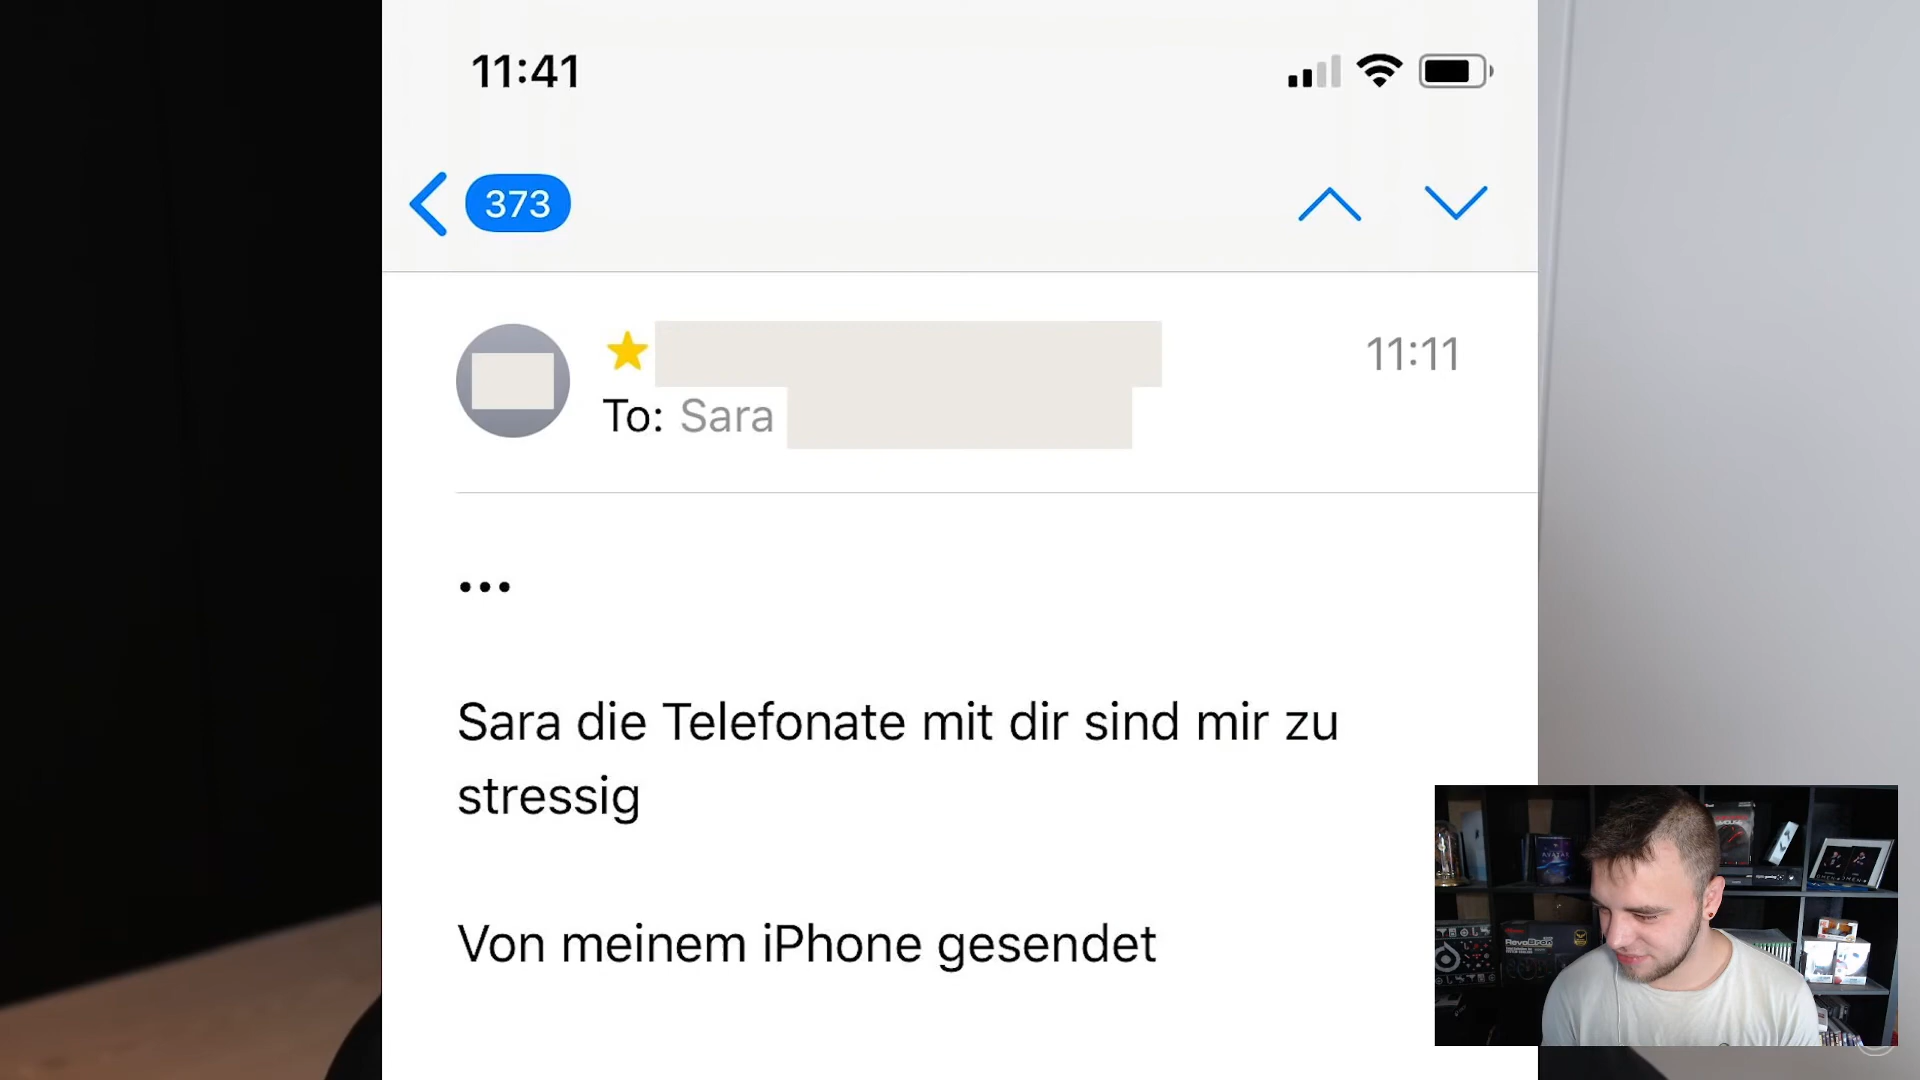 11:41
373
11:11
To: Sara
...
Sara die Telefonate mit dir sind mir zu
stressig
Von meinem iPhone gesendet
AVATAR